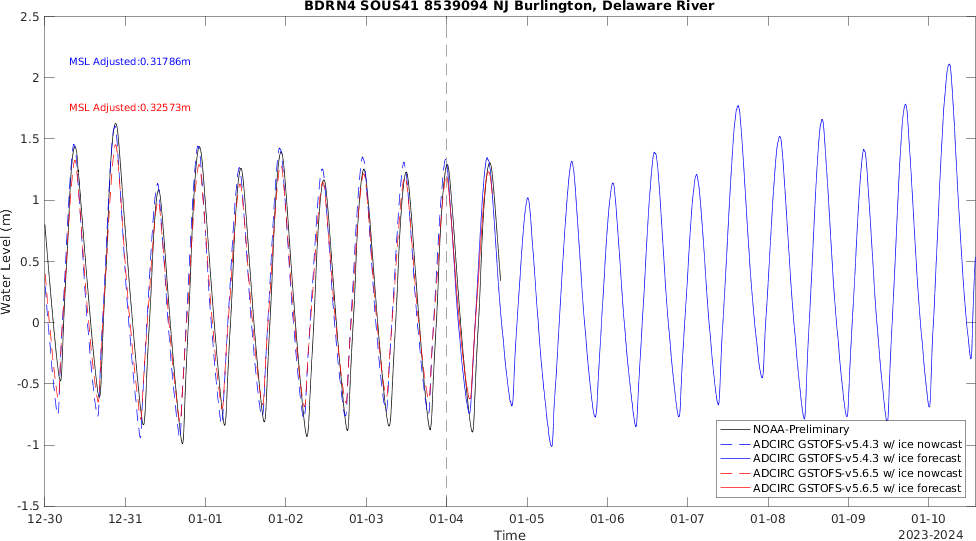 BDRN4 SOUS41 8539094 NJ Burlington, Delaware River
2.5
2
1.5
1
0.5
0
-0.5
-1
-1.5
Water Level (m)
MSL Adjusted:0.31786m
MSL Adjusted:0.32573m
NOAA-Preliminary
ADCIRC GSTOFS-v5.4.3 w/ ice nowcast
ADCIRC GSTOFS-v5.4.3 w/ ice forecast
ADCIRC GSTOFS-v5.6.5 w/ ice nowcast
ADCIRC GSTOFS-v5.6.5 w/ ice forecast
12-30 12-31 01-01 01-02 01-03 01-04 01-05 01-06 01-07 01-08 01-09 01-10
Time
2023-2024